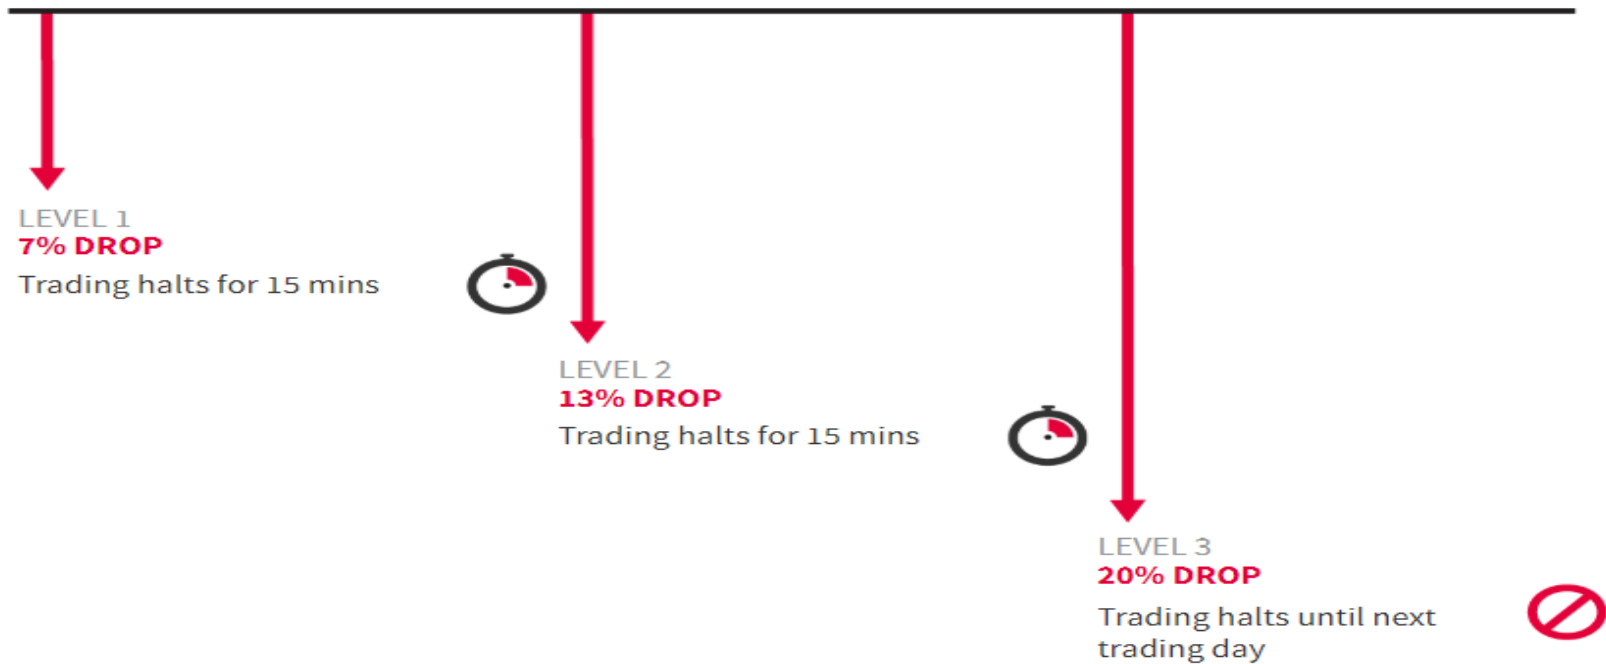 LEVEL 1
7% DROP
Trading halts for 15 mins
LEVEL 2
13% DROP
Trading halts for 15 mins
LEVEL 3
20% DROP
Trading halts until next
trading day